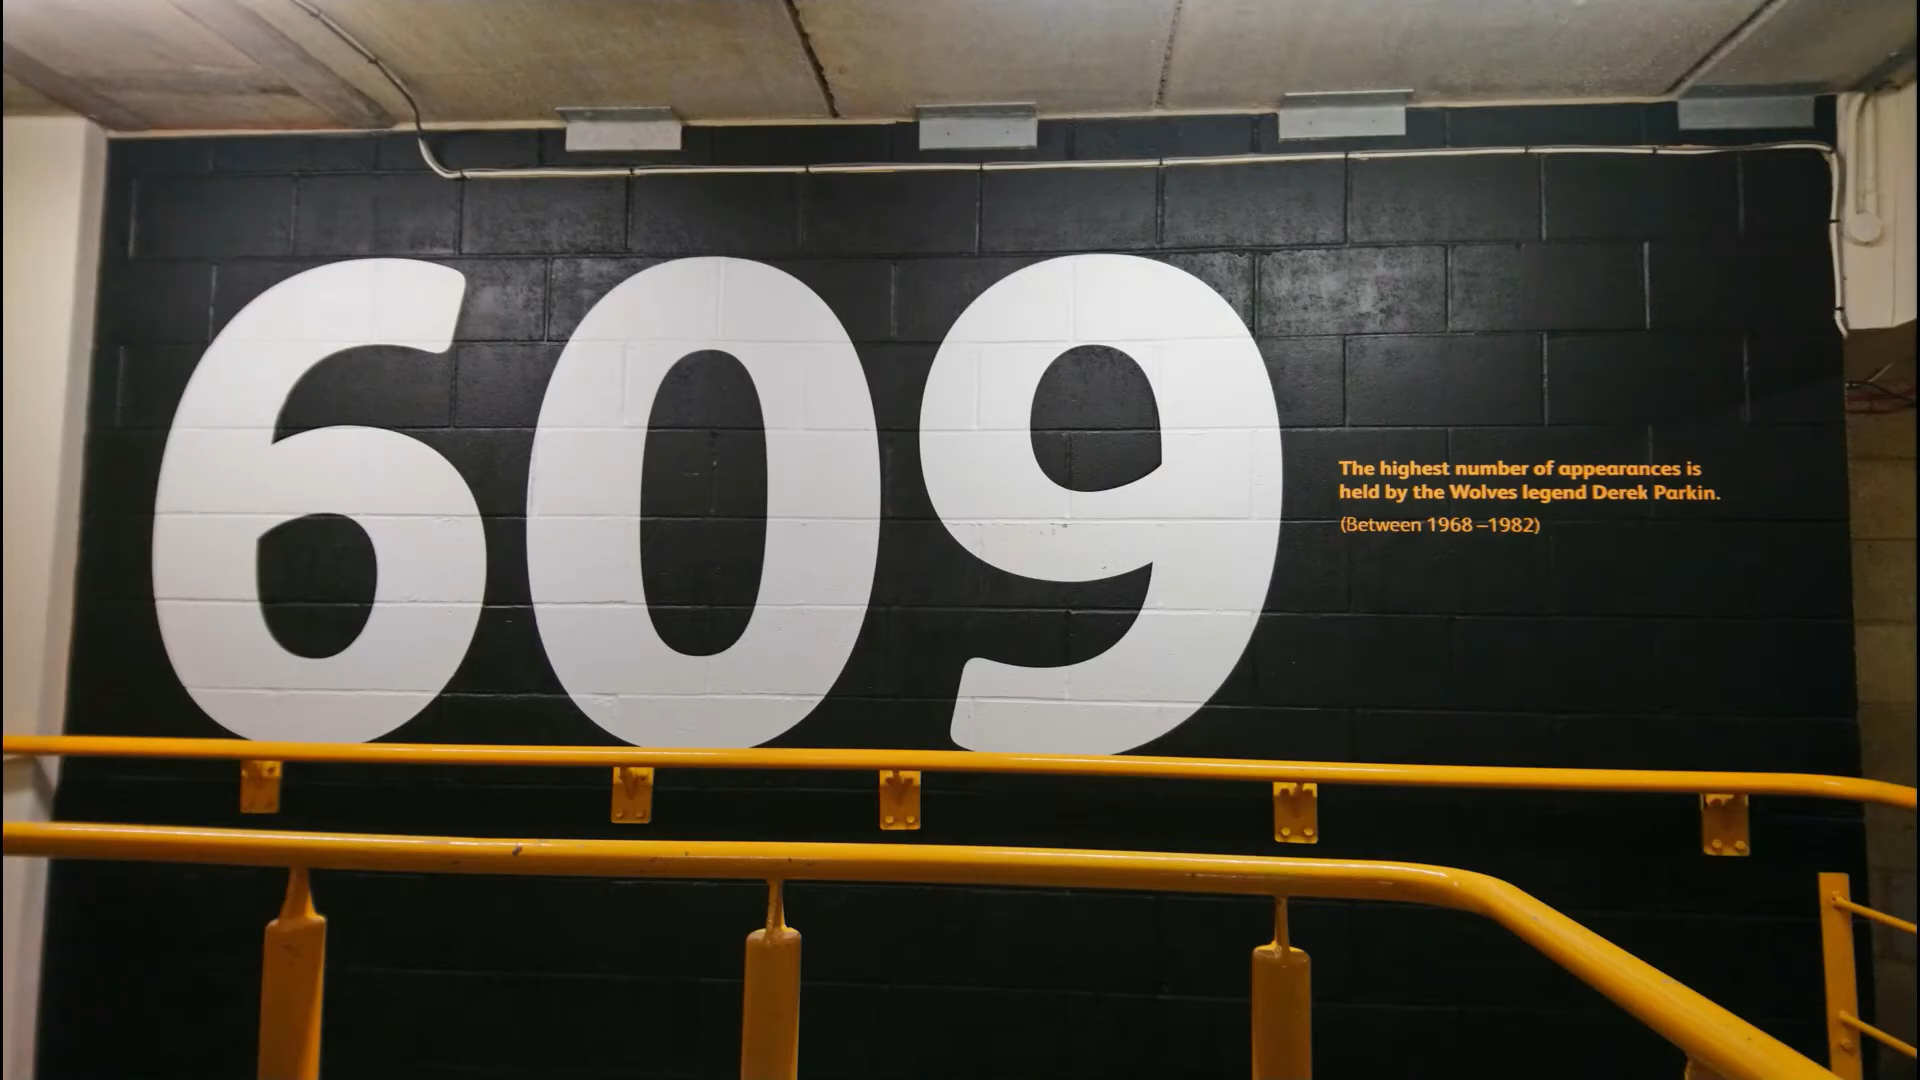 609
The highest number of appearances is
held by the Wolves legend Derek Parkin.
(Between 1968 –1982)